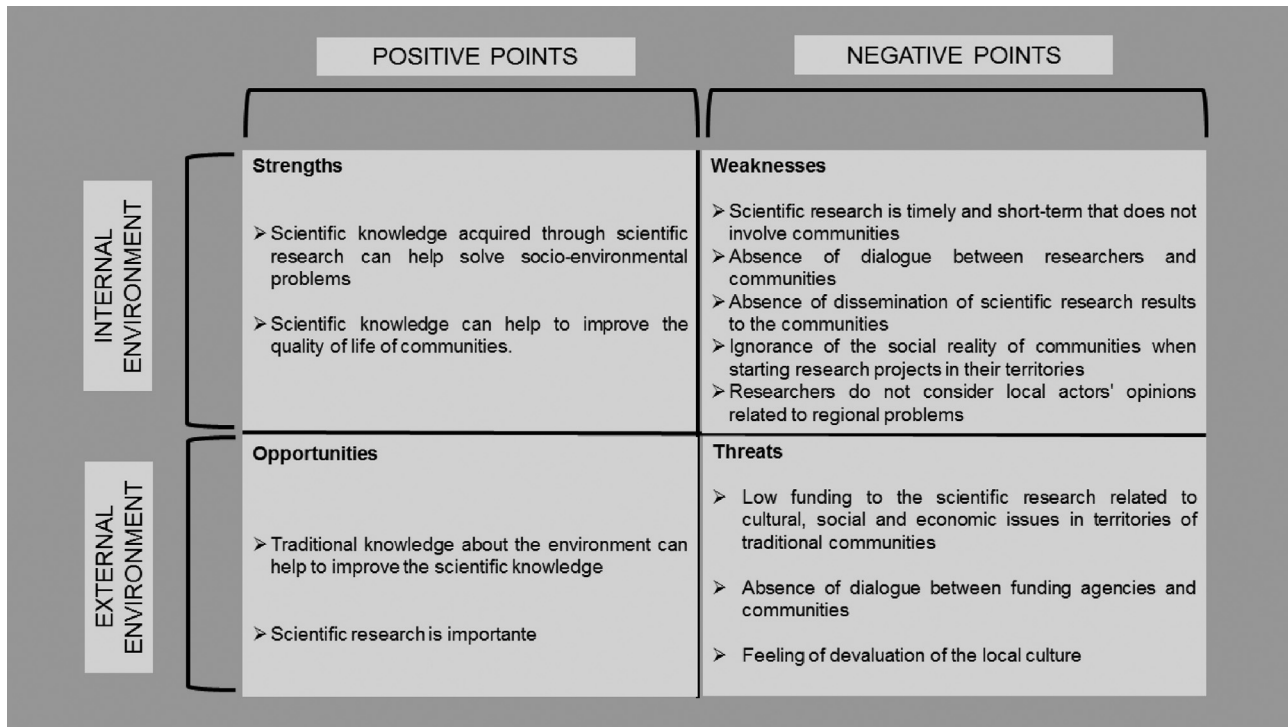 POSITIVE POINTS
NEGATIVE POINTS
INTERNAL
ENVIRONMENT
Strengths
➢ Scientific knowledge acquired through scientific
research can help solve socio-environmental
problems
➢ Scientific knowledge can help to improve the
quality of life of communities.
Weaknesses
➢ Scientific research is timely and short-term that does not
involve communities
➢ Absence of dialogue between researchers and
communities
➢ Absence of dissemination of scientific research results
to the communities
➢ Ignorance of the social reality of communities when
starting research projects in their territories
➢ Researchers do not consider local actors' opinions
related to regional problems
EXTERNAL
ENVIRONMENT
Opportunities
➢ Traditional knowledge about the environment can
help to improve the scientific knowledge
➢ Scientific research is importante
Threats
➢ Low funding to the scientific research related to
cultural, social and economic issues in territories of
traditional communities
➢ Absence of dialogue between funding agencies and
communities
➢ Feeling of devaluation of the local culture